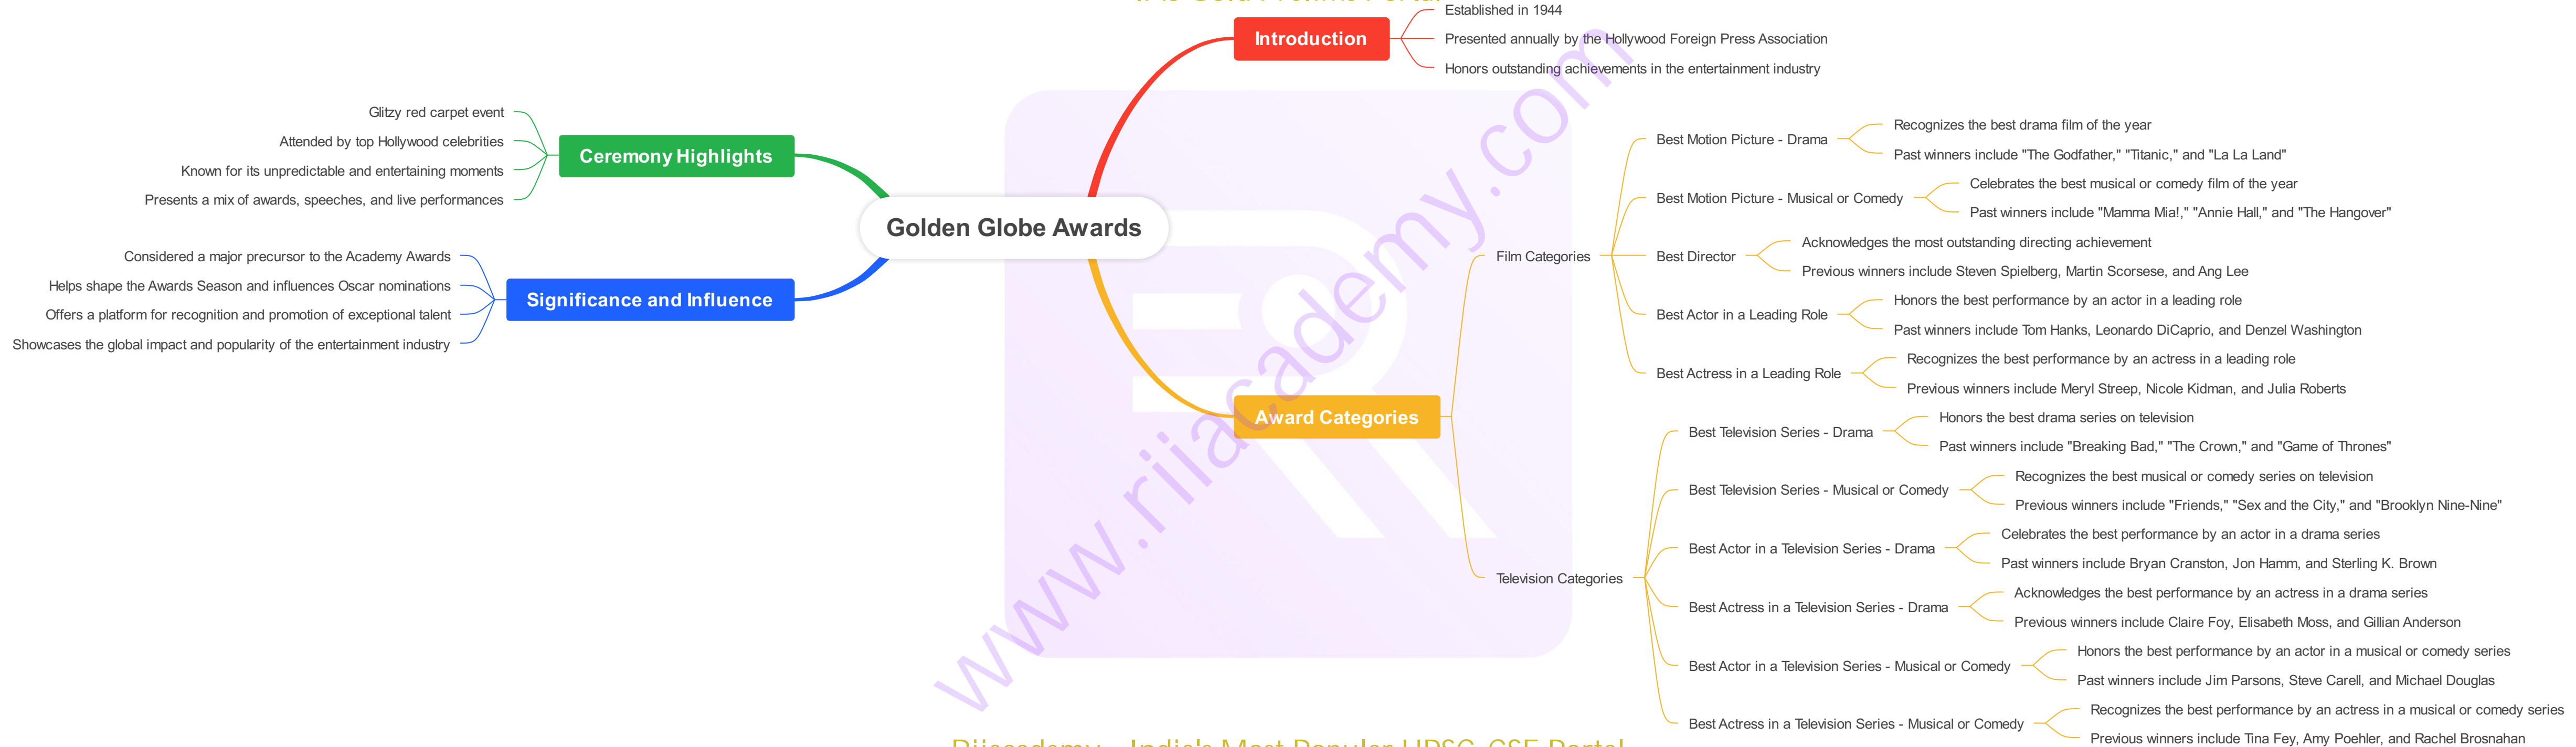 Golden Globe Awards
Introduction
Established in 1944
Presented annually by the Hollywood Foreign Press Association
Honors outstanding achievements in the entertainment industry
Award Categories
Film Categories
Best Motion Picture - Drama
Recognizes the best drama film of the year
Past winners include "The Godfather," "Titanic," and "La La Land"
Best Motion Picture - Musical or Comedy
Celebrates the best musical or comedy film of the year
Past winners include "Mamma Mia!," "Annie Hall," and "The Hangover"
Best Director
Acknowledges the most outstanding directing achievement
Previous winners include Steven Spielberg, Martin Scorsese, and Ang Lee
Best Actor in a Leading Role
Honors the best performance by an actor in a leading role
Past winners include Tom Hanks, Leonardo DiCaprio, and Denzel Washington
Best Actress in a Leading Role
Recognizes the best performance by an actress in a leading role
Previous winners include Meryl Streep, Nicole Kidman, and Julia Roberts
Television Categories
Best Television Series - Drama
Honors the best drama series on television
Past winners include "Breaking Bad," "The Crown," and "Game of Thrones"
Best Television Series - Musical or Comedy
Recognizes the best musical or comedy series on television
Previous winners include "Friends," "Sex and the City," and "Brooklyn Nine-Nine"
Best Actor in a Television Series - Drama
Celebrates the best performance by an actor in a drama series
Past winners include Bryan Cranston, Jon Hamm, and Sterling K. Brown
Best Actress in a Television Series - Drama
Acknowledges the best performance by an actress in a drama series
Previous winners include Claire Foy, Elisabeth Moss, and Gillian Anderson
Best Actor in a Television Series - Musical or Comedy
Honors the best performance by an actor in a musical or comedy series
Past winners include Jim Parsons, Steve Carell, and Michael Douglas
Best Actress in a Television Series - Musical or Comedy
Recognizes the best performance by an actress in a musical or comedy series
Previous winners include Tina Fey, Amy Poehler, and Rachel Brosnahan
Ceremony Highlights
Glitzy red carpet event
Attended by top Hollywood celebrities
Known for its unpredictable and entertaining moments
Presents a mix of awards, speeches, and live performances
Significance and Influence
Considered a major precursor to the Academy Awards
Helps shape the Awards Season and influences Oscar nominations
Offers a platform for recognition and promotion of exceptional talent
Showcases the global impact and popularity of the entertainment industry
www.riiacademy.com
India's Most Popular UPSC-CSE Portal